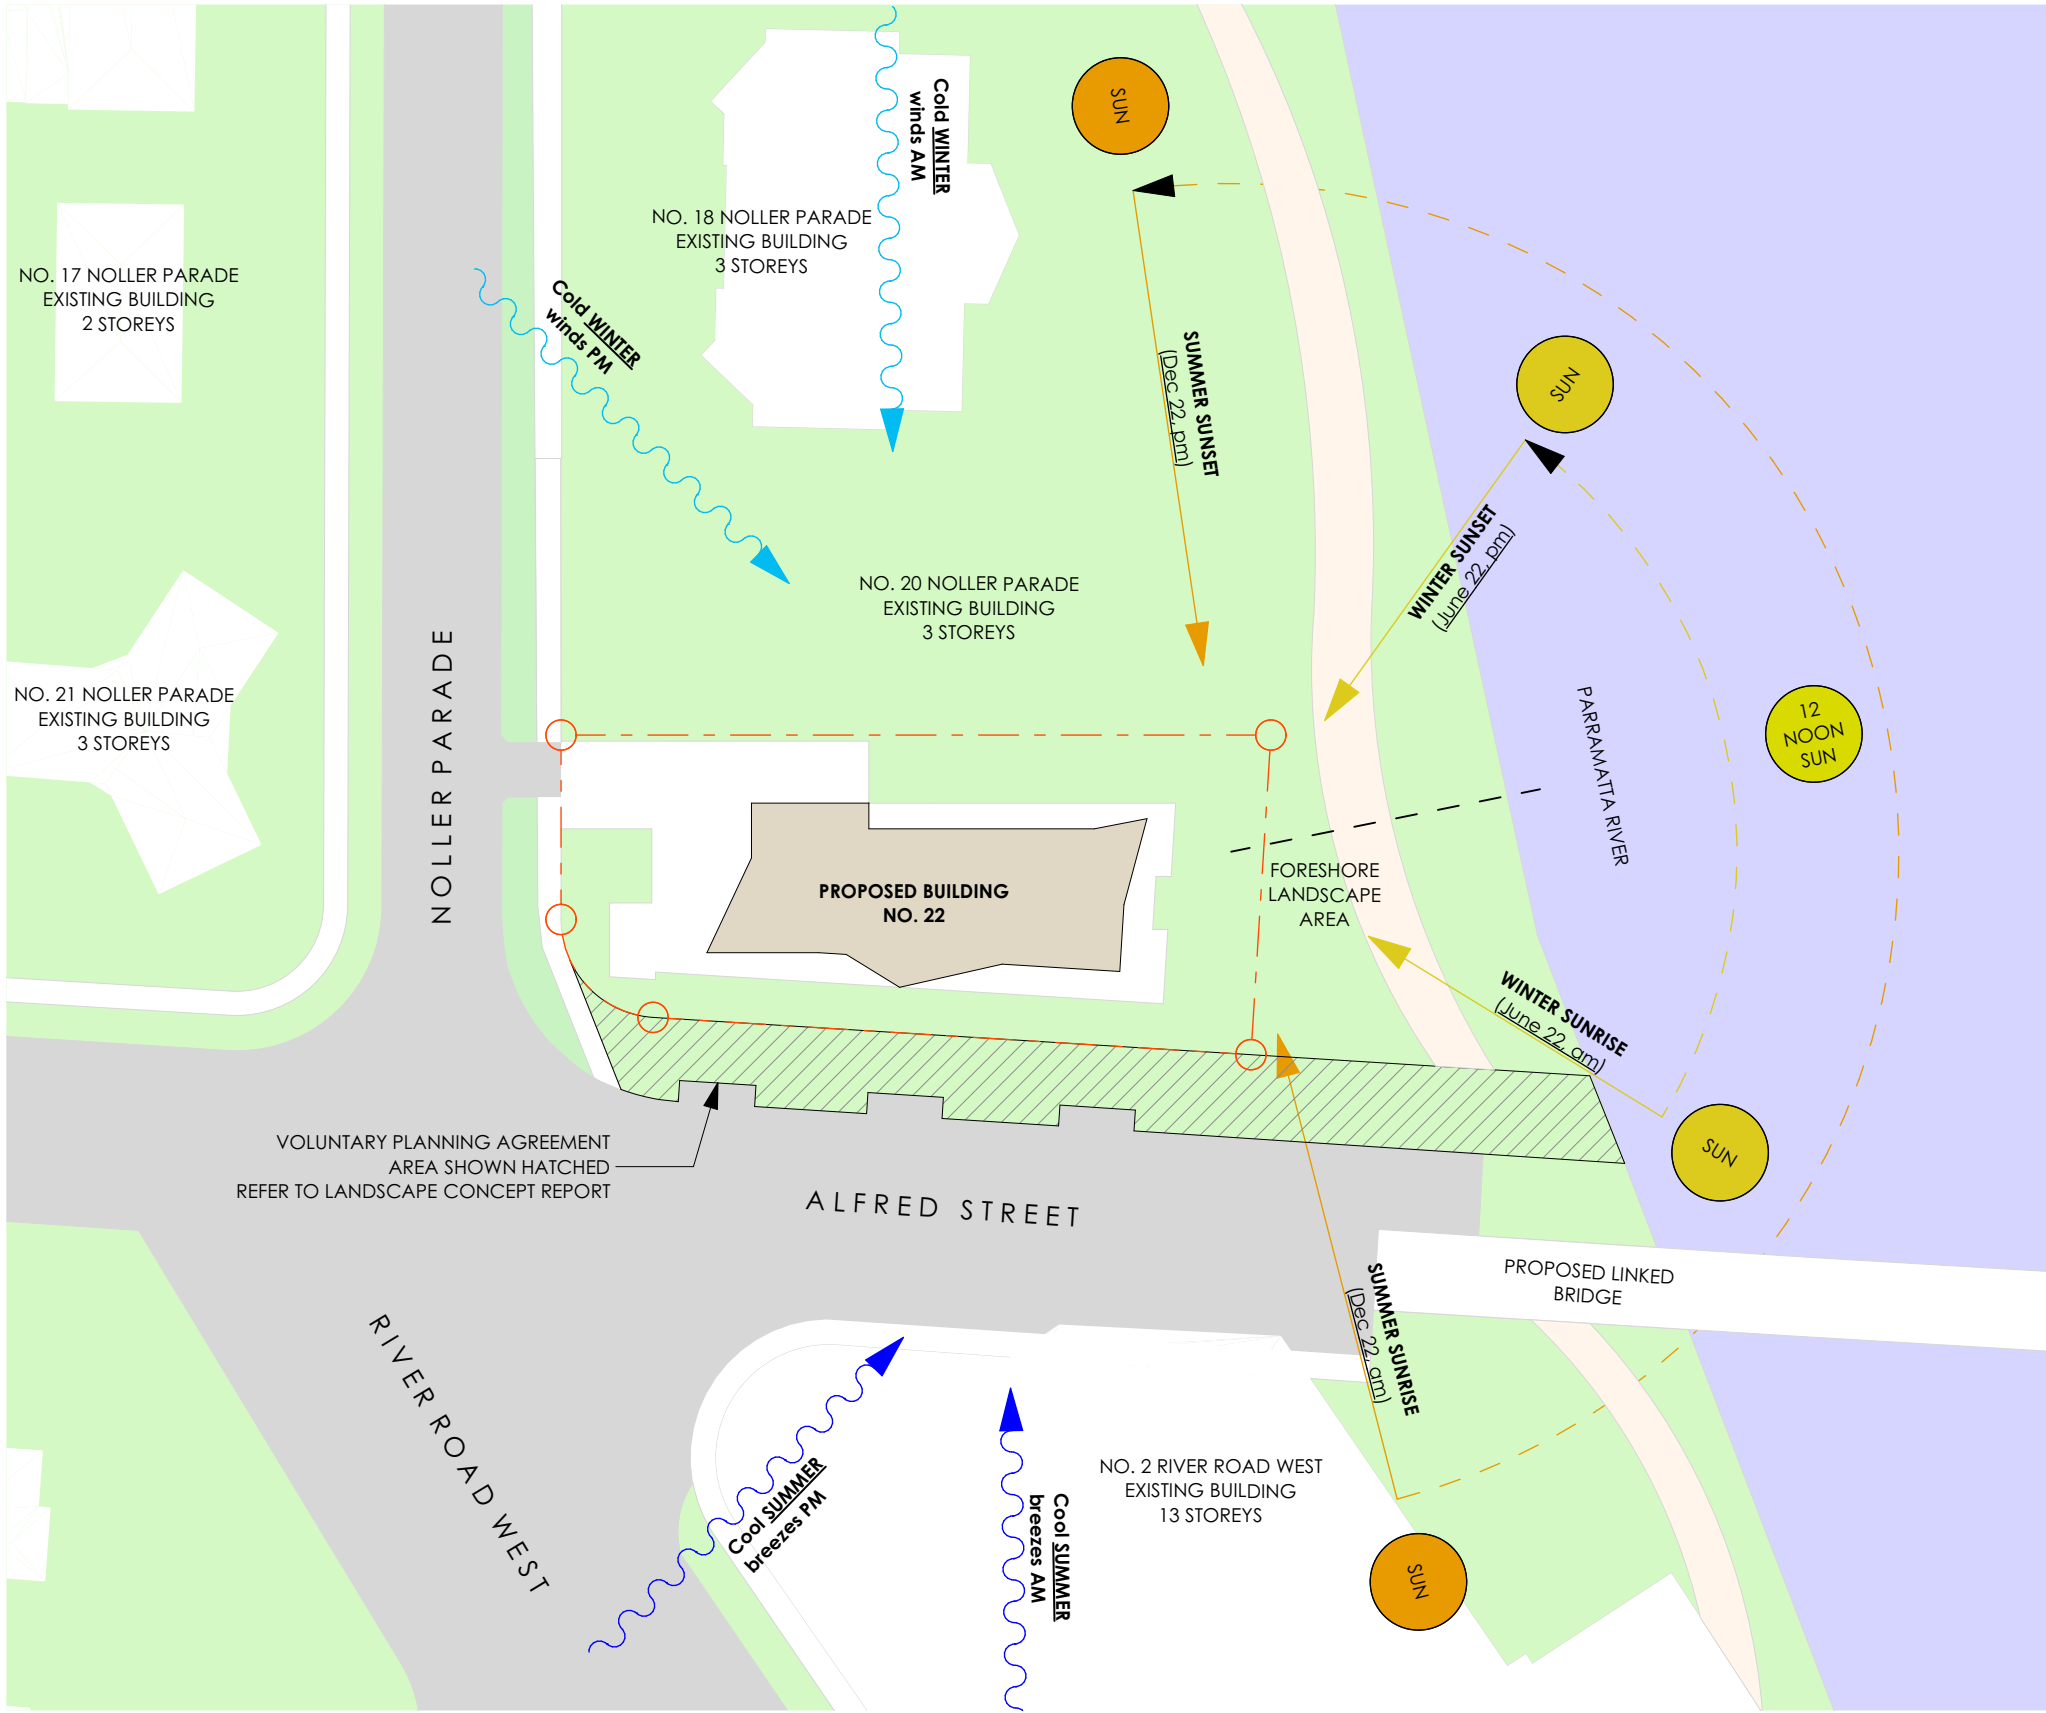 SUN
Cold WINTER
winds AM
NO. 18 NOLLER PARADE
EXISTING BUILDING
3 STOREYS
NO. 17 NOLLER PARADE
EXISTING BUILDING
2 STOREYS
Cold WINTER
winds PM
SUMMER SUNSET
(Dec 22, pm)
SUN
WINTER SUNSET
(June 22, pm)
NO. 20 NOLLER PARADE
EXISTING BUILDING
3 STOREYS
NO. 21 NOLLER PARADE
EXISTING BUILDING
3 STOREYS
NOLLER PARADE
PARRAMATTA RIVER
12
NOON
SUN
PROPOSED BUILDING
NO. 22
FORESHORE
LANDSCAPE
AREA
WINTER SUNRISE
(June 22, am)
SUN
VOLUNTARY PLANNING AGREEMENT
AREA SHOWN HATCHED
REFER TO LANDSCAPE CONCEPT REPORT
ALFRED STREET
PROPOSED LINKED
BRIDGE
SUMMER SUNRISE
(Dec 22, am)
RIVER ROAD WEST
Cool SUMMER
breezes PM
Cool SUMMER
breezes AM
NO. 2 RIVER ROAD WEST
EXISTING BUILDING
13 STOREYS
SUN